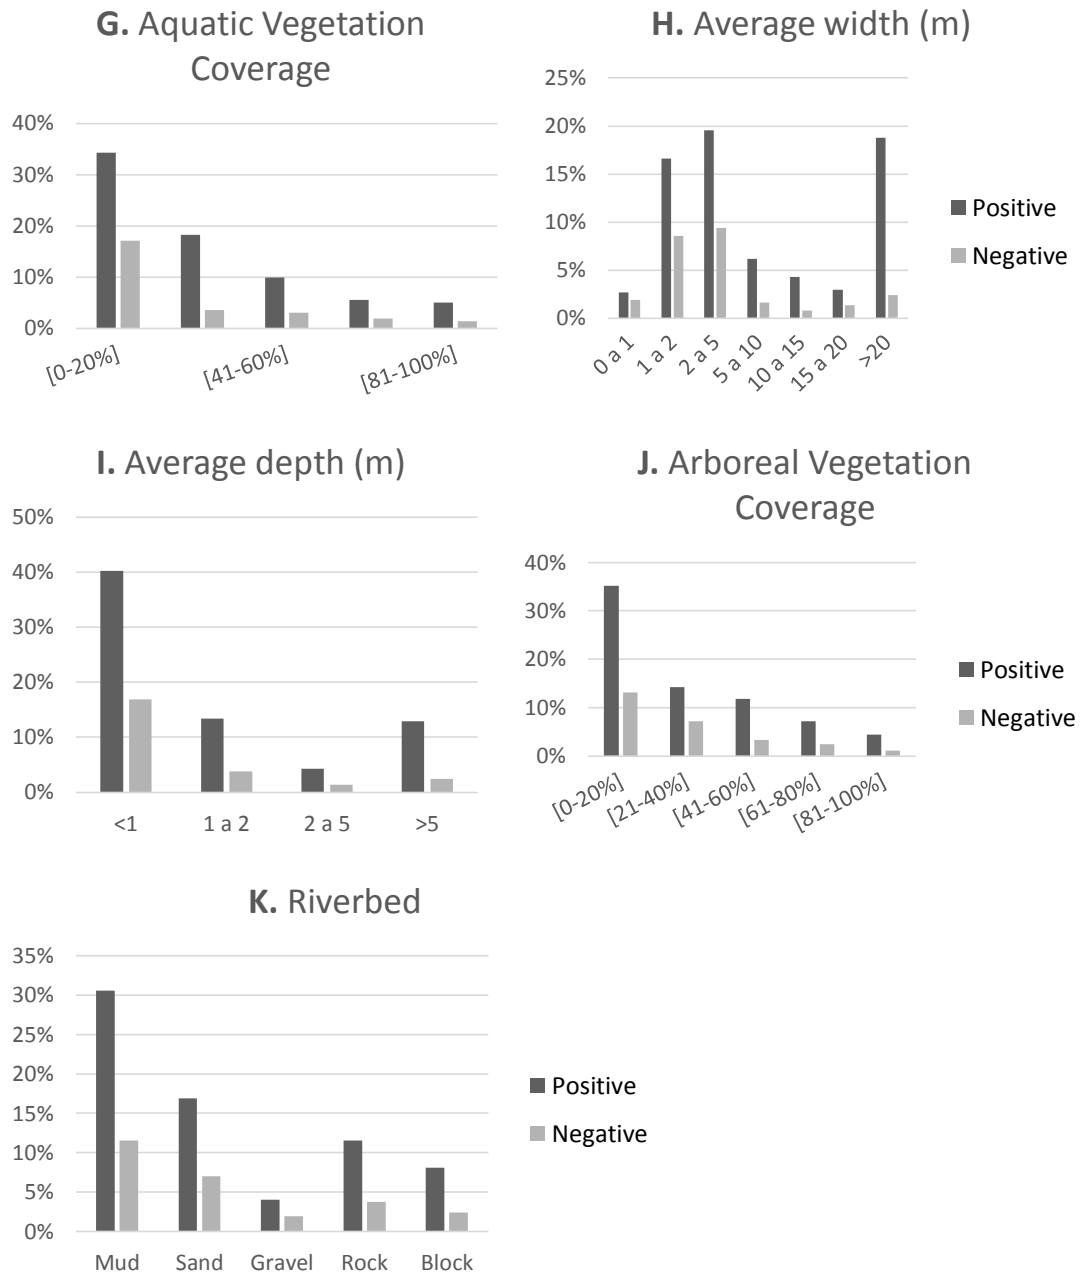 G. Aquatic Vegetation
Coverage
40%
30%
20%
10%
0%
[0-20%]
[41-60%]
[81-100%]
H. Average width (m)
25%
20%
15%
10%
5%
0%
0 a 1
1 a 2
2 a 5
5 a 10
10 a 15
15 a 20
>20
Positive
Negative
I. Average depth (m)
50%
40%
30%
20%
10%
0%
<1
1 a 2
2 a 5
>5
J. Arboreal Vegetation
Coverage
40%
30%
20%
10%
0%
[0-20%]
[21-40%]
[41-60%]
[61-80%]
[81-100%]
Positive
Negative
K. Riverbed
35%
30%
25%
20%
15%
10%
5%
0%
Mud
Sand
Gravel
Rock
Block
Positive
Negative